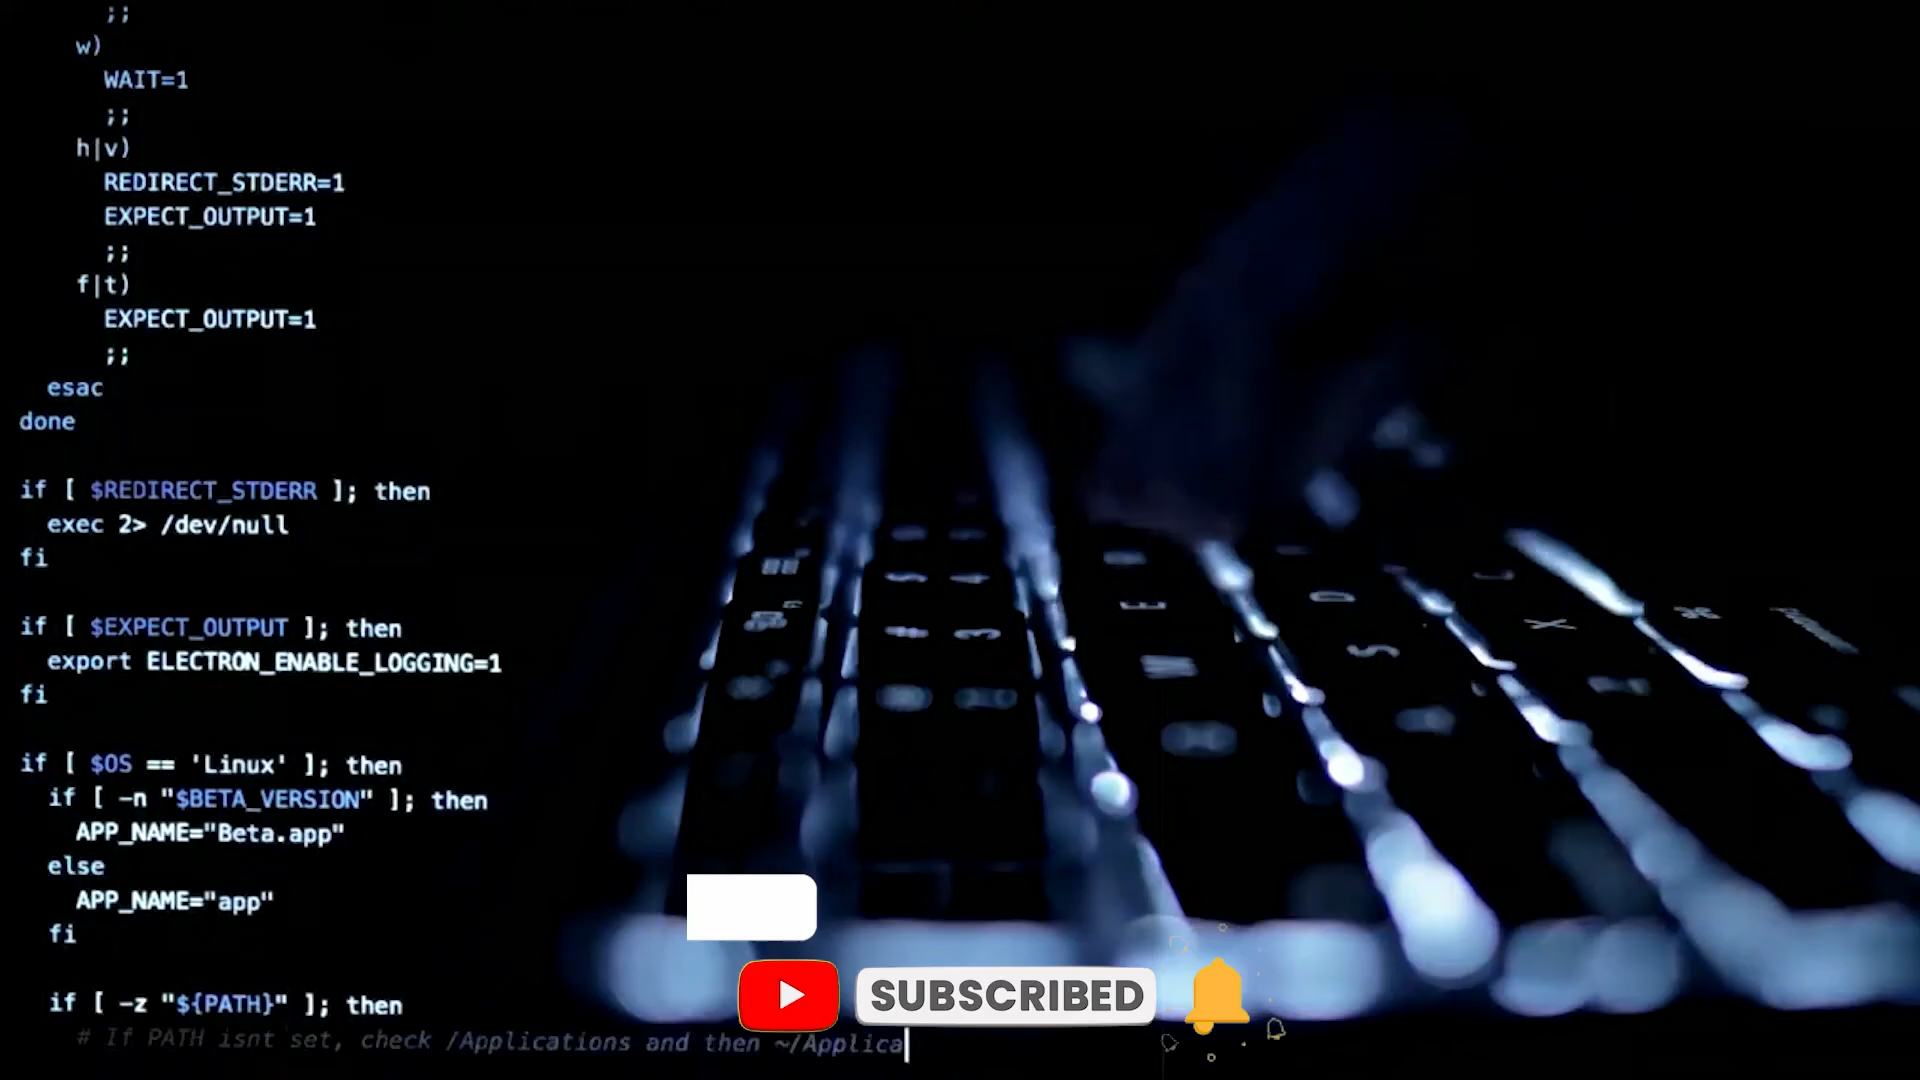 ;;
w)
WAIT=1
;;
h|v)
REDIRECT_STDERR=1
EXPECT_OUTPUT=1
;;
f|t)
EXPECT_OUTPUT=1
;;
esac
done
if [ $REDIRECT_STDERR ]; then
exec 2> /dev/null
fi
if [ $EXPECT_OUTPUT ]; then
export ELECTRON_ENABLE_LOGGING=1
fi
if [ $OS == 'Linux' ]; then
if [ -n "$BETA_VERSION" ]; then
APP_NAME="Beta.app"
else
APP_NAME="app"
fi
if [ -z "${PATH}" ]; then
# If PATH isnt set, check /Applications and then ~/Applica
SUBSCRIBED